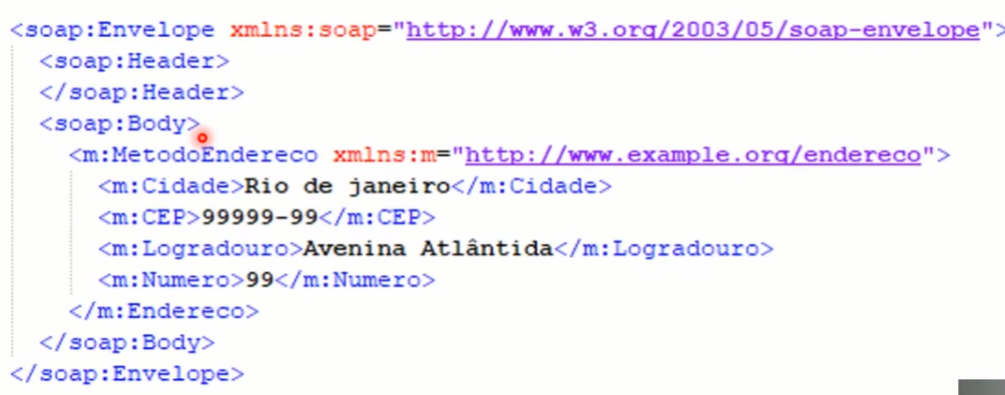 <soap:Envelope xmlns:soap="http://www.w3.org/2003/05/soap-envelope">
<soap:Header>
</soap:Header>
<soap:Body>
<m:MetodoEndereco xmlns:m="http://www.example.org/endereco">
<m:Cidade>Rio de janeiro</m:Cidade>
<m:CEP>99999-99</m:CEP>
<m:Logradouro>Avenina Atlântida</m:Logradouro>
<m:Numero>99</m:Numero>
</m:Endereco>
</soap:Body>
</soap:Envelope>